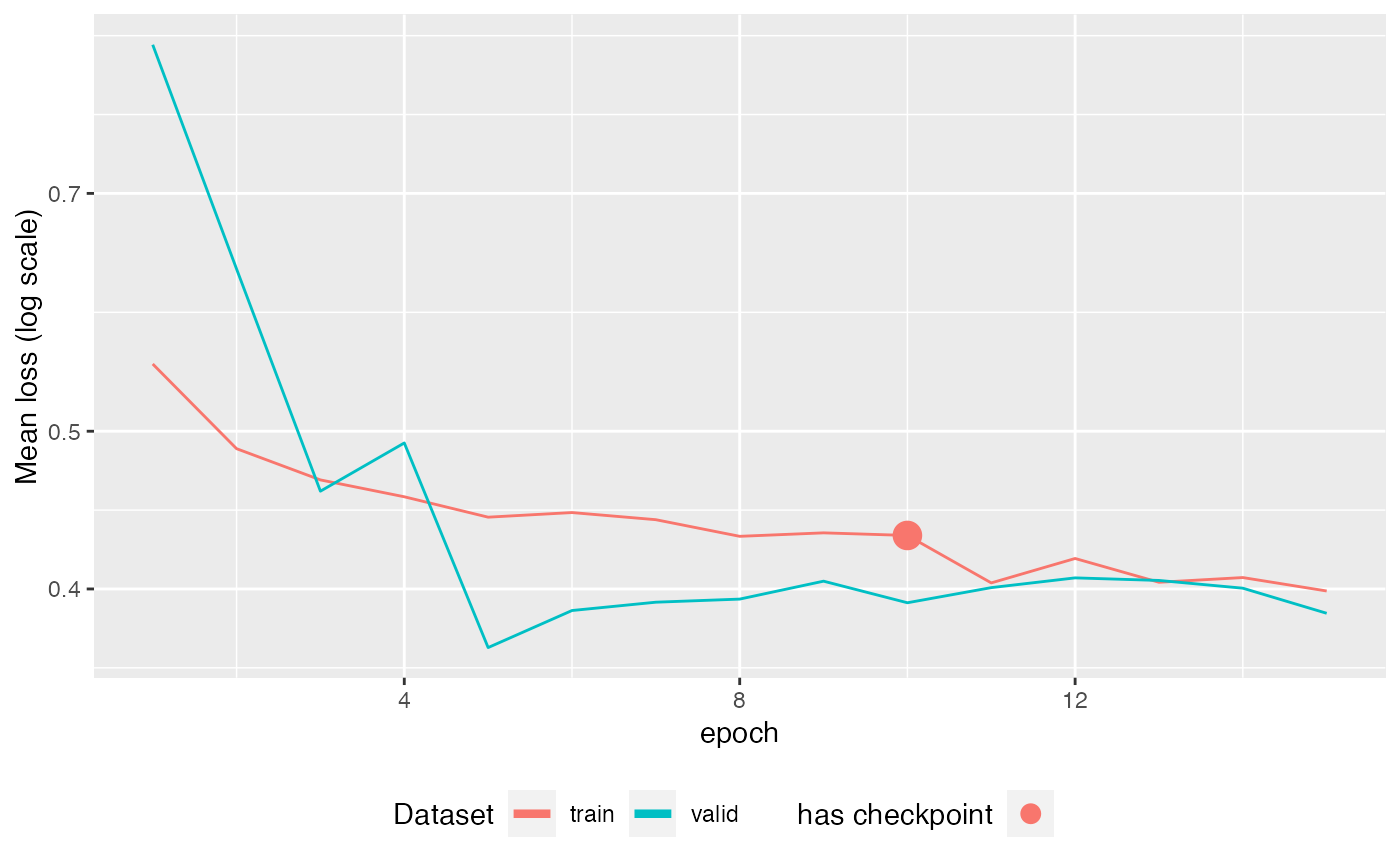 Mean loss (log scale)
0.7
0.5
0.4
4 8 12
epoch
Dataset train valid has checkpoint